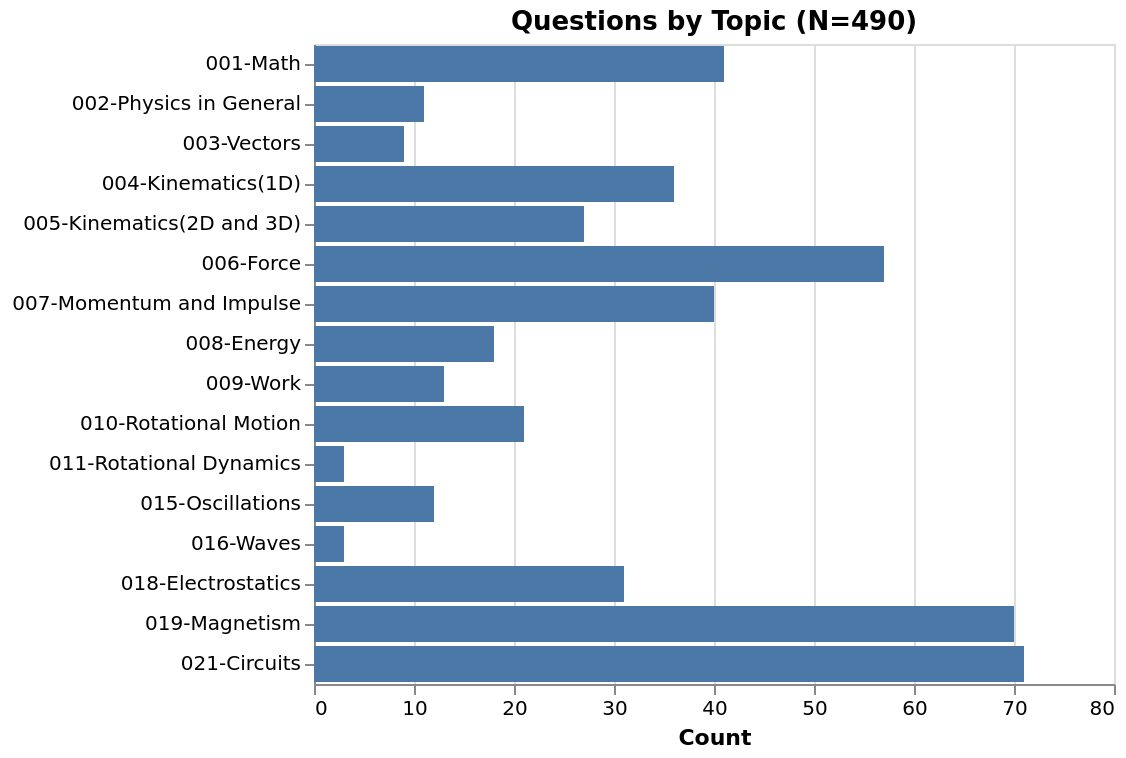 Questions by Topic (N=490)
001-Math
002-Physics in General
003-Vectors
004-Kinematics(1D)
005-Kinematics(2D and 3D)
006-Force
007-Momentum and Impulse
008-Energy
009-Work
010-Rotational Motion
011-Rotational Dynamics
015-Oscillations
016-Waves
018-Electrostatics
019-Magnetism
021-Circuits
0 10 20 30 40 50 60 70 80
Count